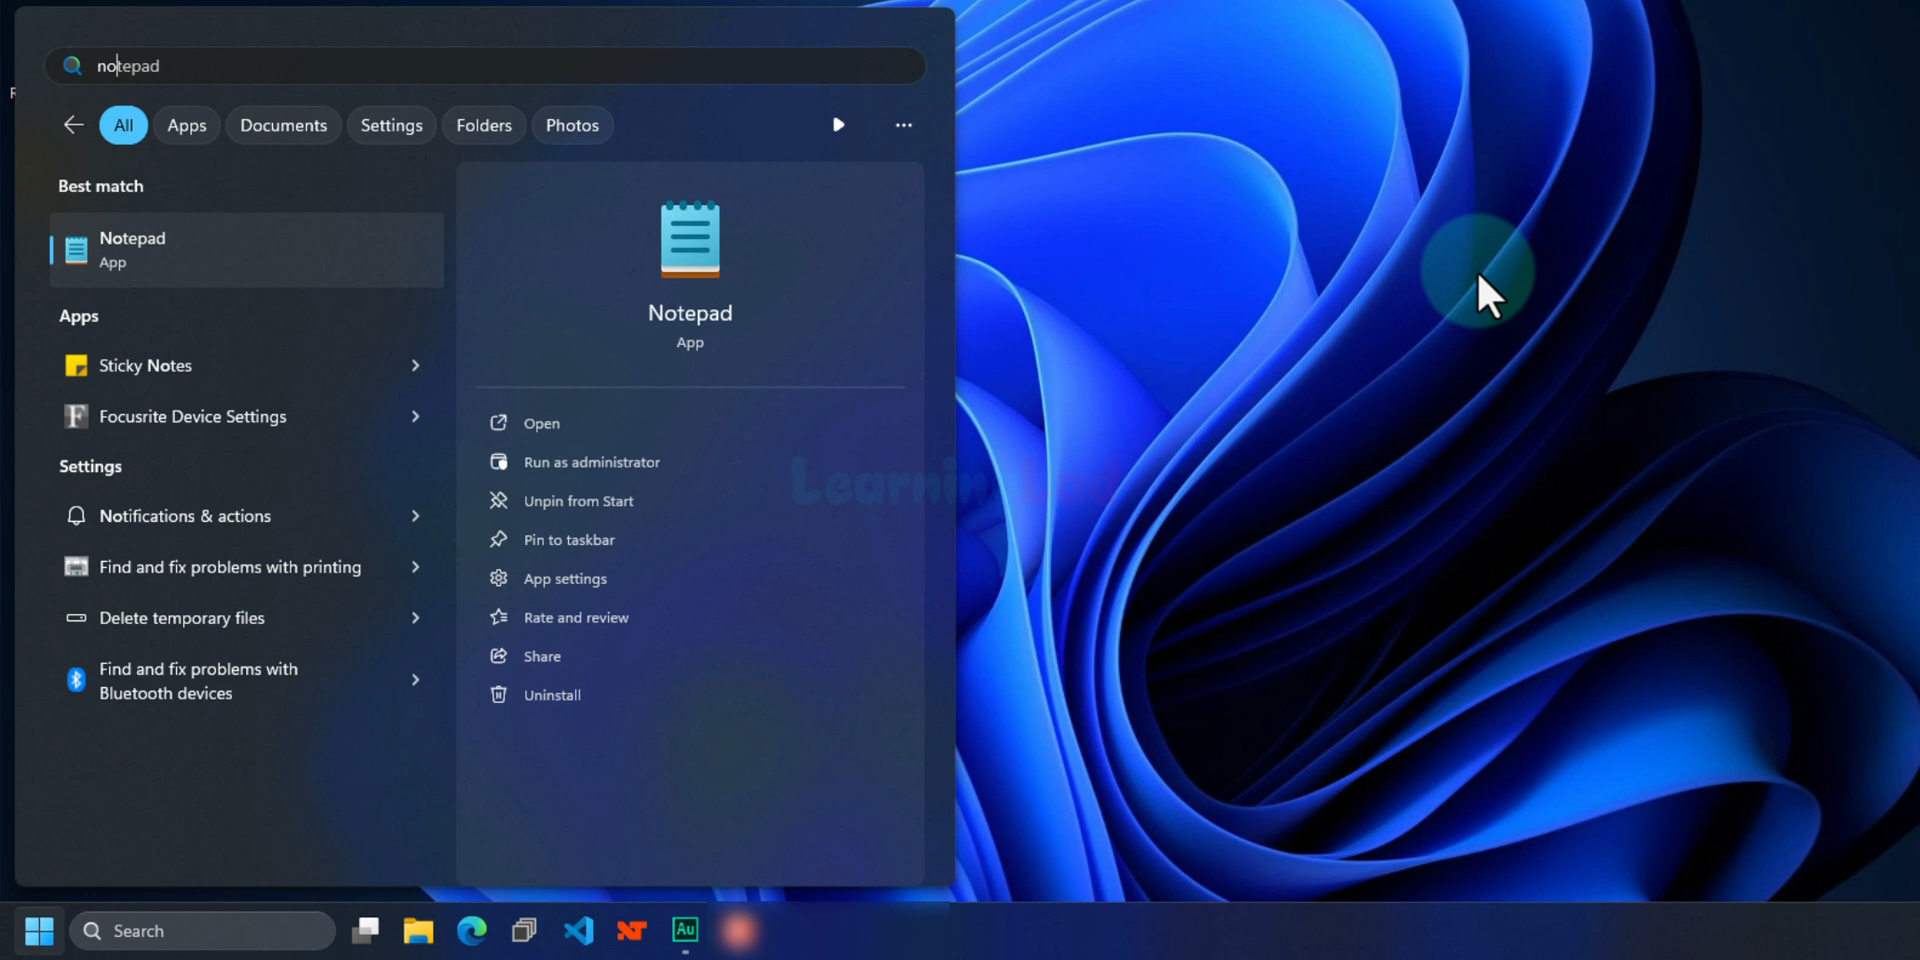 notepad
R
All
Apps
Documents
Settings
Folders
Photos
Best match
Notepad
App
Apps
Sticky Notes
Focusrite Device Settings
Settings
Notifications & actions
Find and fix problems with printing
Delete temporary files
Find and fix problems with
Bluetooth devices
Notepad
App
Open
Run as administrator
Unpin from Start
Pin to taskbar
App settings
Rate and review
Share
Uninstall
Learning
Search
Au